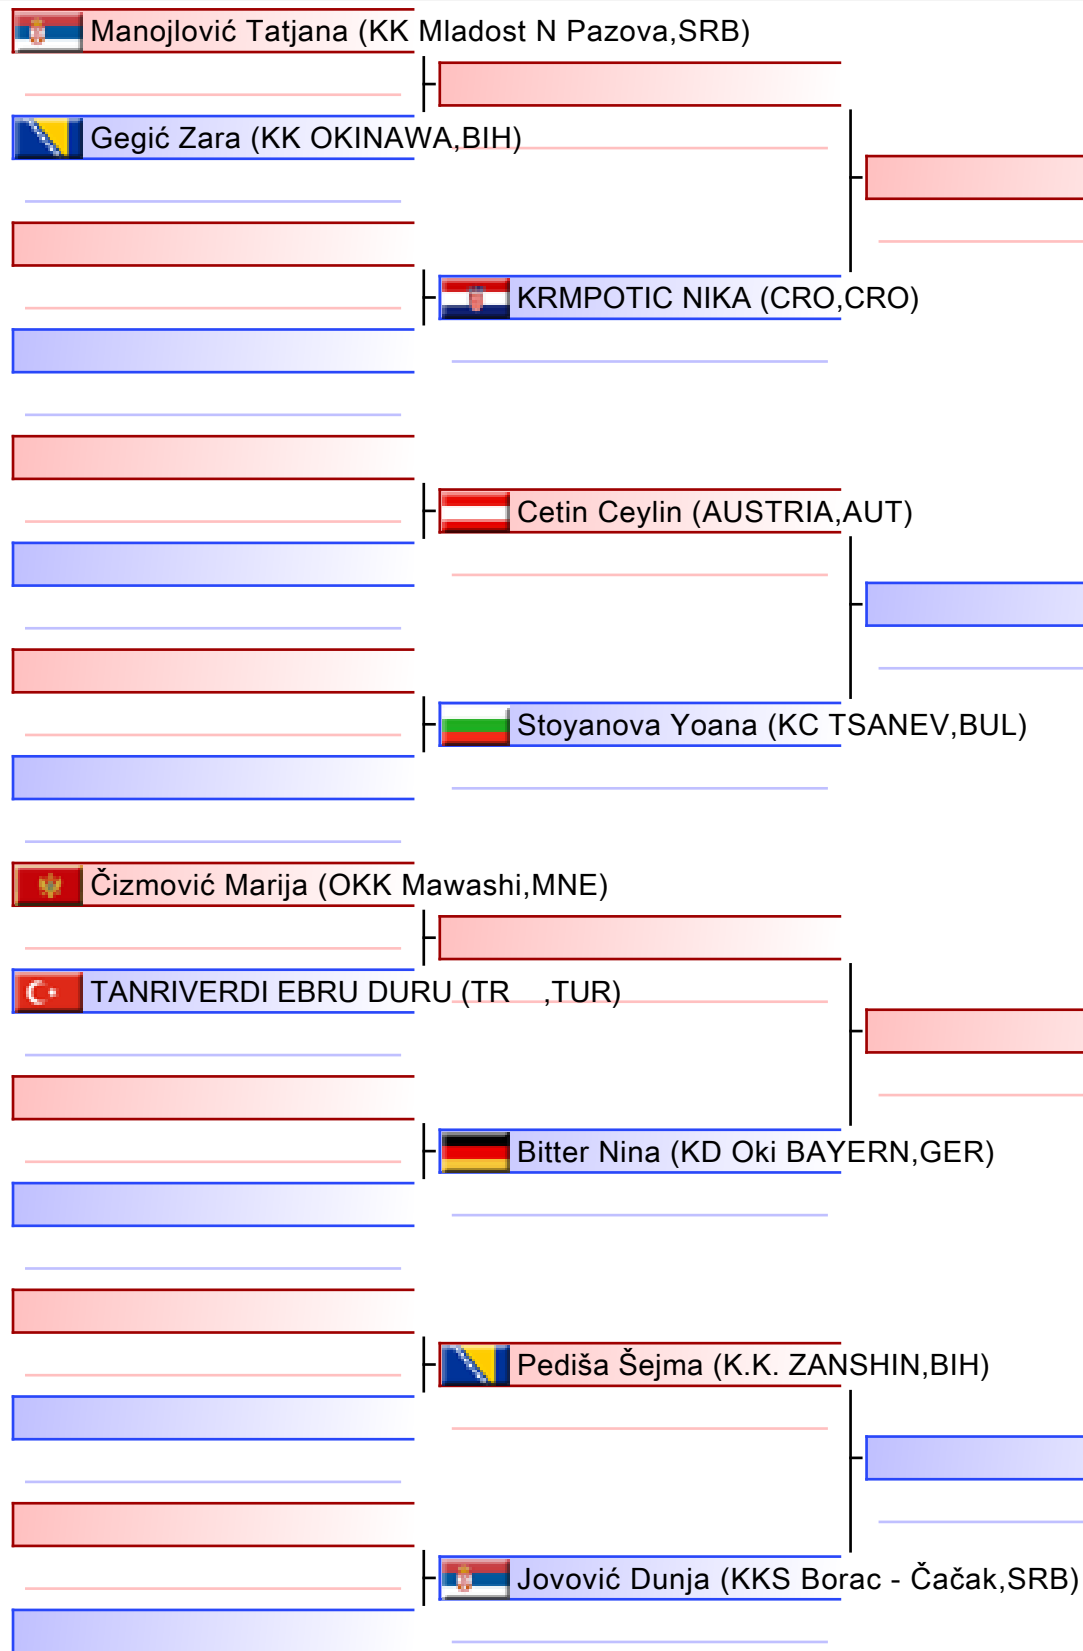 Manojlović Tatjana (KK Mladost N Pazova,SRB)
Gegić Zara (KK OKINAWA,BIH)
KRMPOTIC NIKA (CRO,CRO)
Cetin Ceylin (AUSTRIA,AUT)
Stoyanova Yoana (KC TSANEV,BUL)
Čizmović Marija (OKK Mawashi,MNE)
TANRIVERDI EBRU DURU (TR ,TUR)
Bitter Nina (KD Oki BAYERN,GER)
Pediša Šejma (K.K. ZANSHIN,BIH)
Jovović Dunja (KKS Borac - Čačak,SRB)